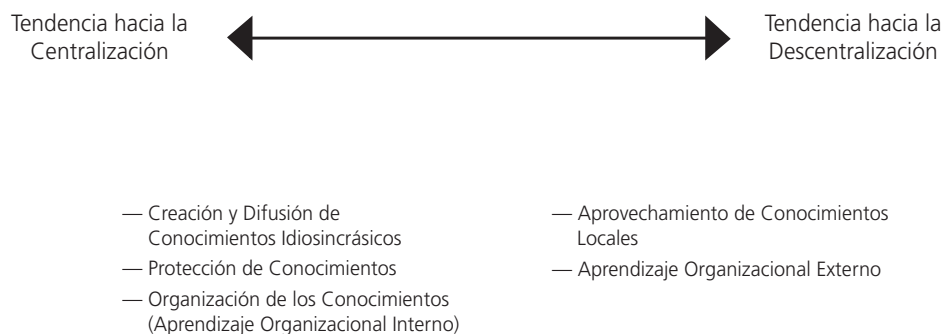 Tendencia hacia la
Centralización
Tendencia hacia la
Descentralización
— Creación y Difusión de
Conocimientos Idiosincrásicos
— Protección de Conocimientos
— Organización de los Conocimientos
(Aprendizaje Organizacional Interno)
— Aprovechamiento de Conocimientos
Locales
— Aprendizaje Organizacional Externo